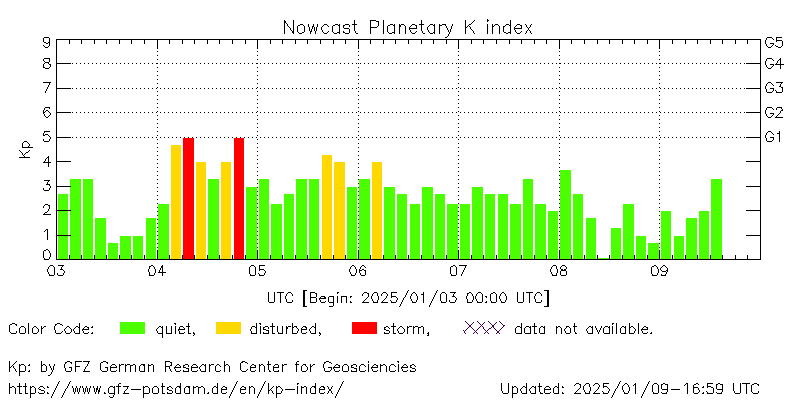 Nowcast Planetary K index
9 G5
8 G4
7 G3
6 G2
5 G1
Kp
4
3
2
1
0
03 04 05 06 07 08 09
UTC [Begin: 2025/01/03 00:00 UTC]
Color Code: quiet, disturbed, storm, data not available.
Kp: by GFZ German Research Center for Geosciencies
https://www.gfz-potsdam.de/en/kp-index/ Updated: 2025/01/09-16:59 UTC